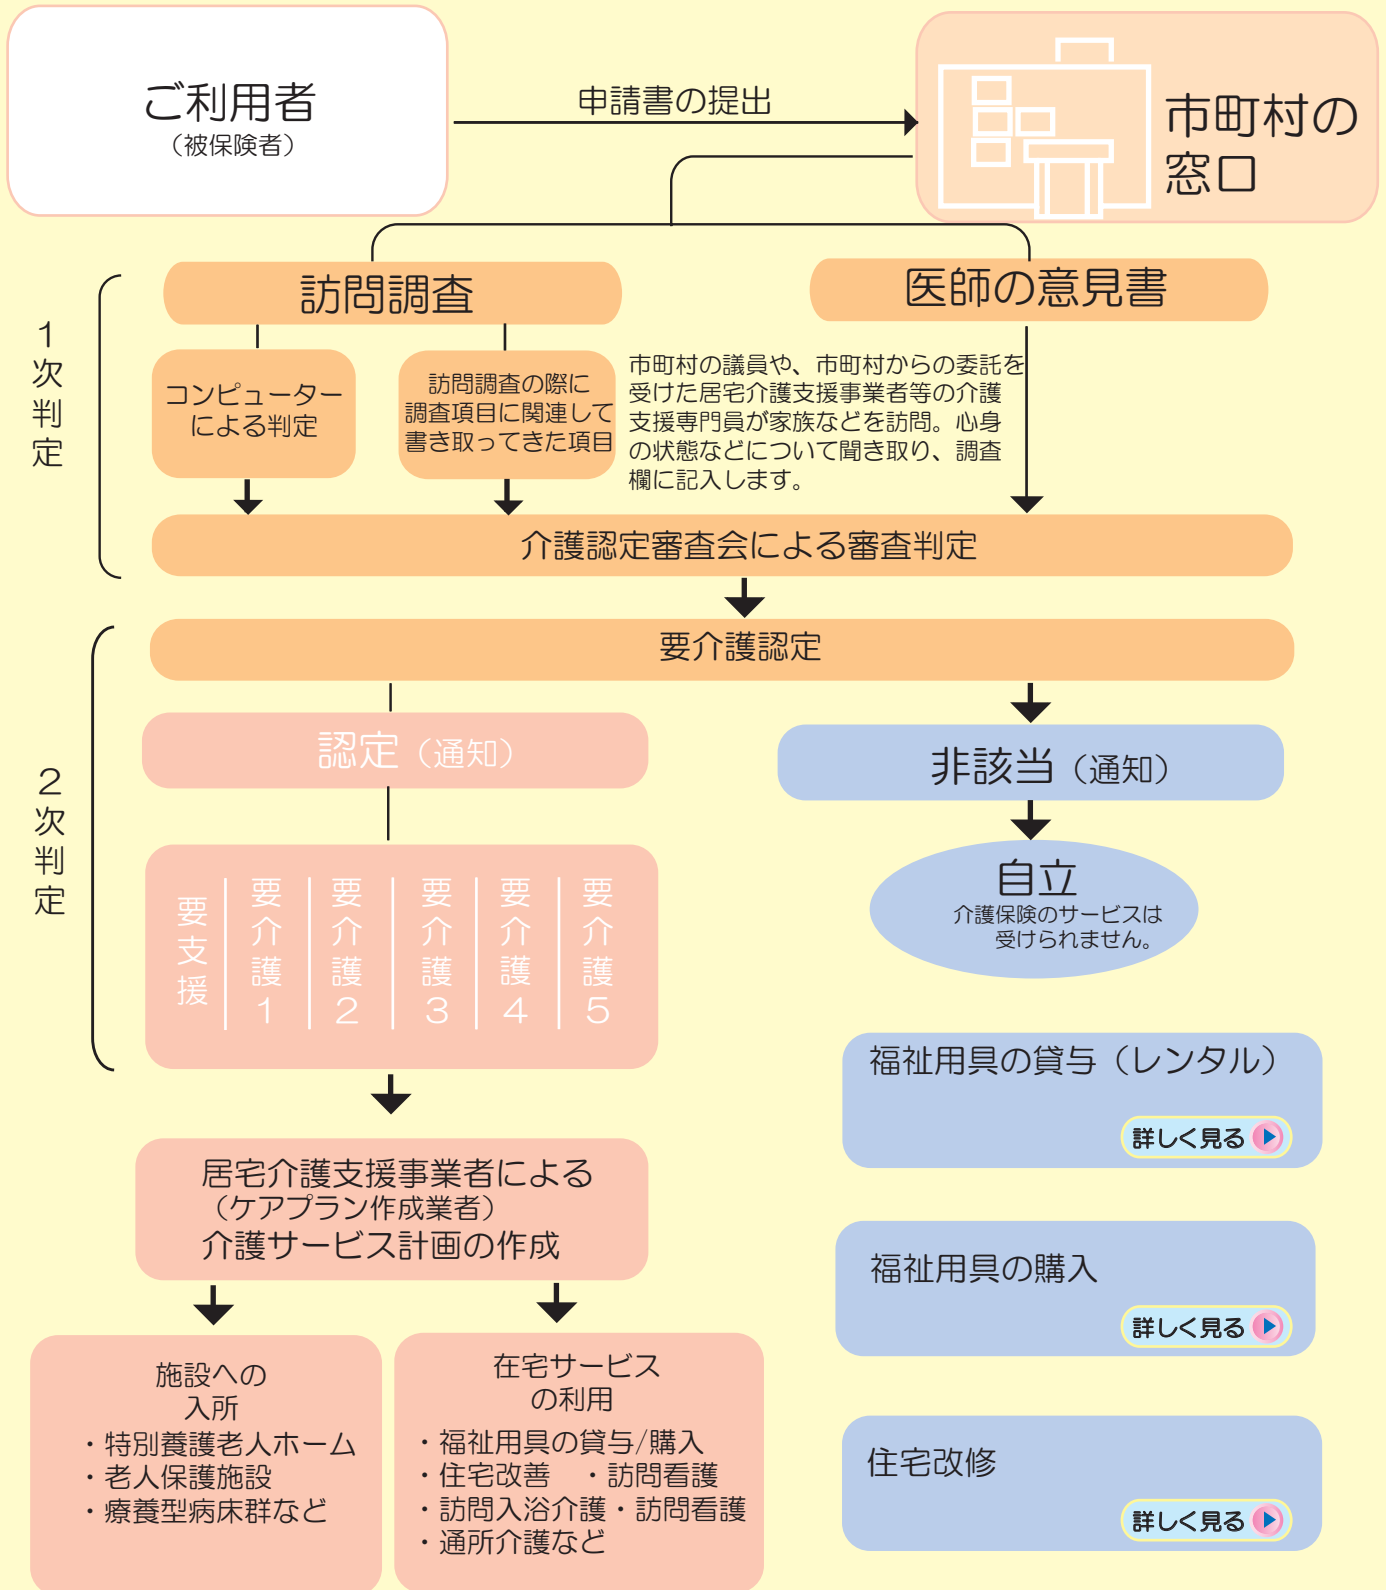 ご利用者
（被保険者）
申請書の提出
市町村の
窓口
1次判定
訪問調査
医師の意見書
コンピューター
による判定
訪問調査の際に
調査項目に関連して
書き取ってきた項目
市町村の議員や、市町村からの委託を
受けた居宅介護支援事業者等の介護
支援専門員が家族などを訪問。心身
の状態などについて聞き取り、調査
欄に記入します。
介護認定審査会による審査判定
2次判定
要介護認定
認定（通知）
非該当（通知）
自立
介護保険のサービスは
受けられません。
要支援
要介護1
要介護2
要介護3
要介護4
要介護5
居宅介護支援事業者による
（ケアプラン作成業者）
介護サービス計画の作成
施設への
入所
・特別養護老人ホーム
・老人保護施設
・療養型病床群など
在宅サービス
の利用
・福祉用具の貸与/購入
・住宅改善　・訪問看護
・訪問入浴介護・訪問看護
・通所介護など
福祉用具の貸与（レンタル）
詳しく見る
福祉用具の購入
詳しく見る
住宅改修
詳しく見る